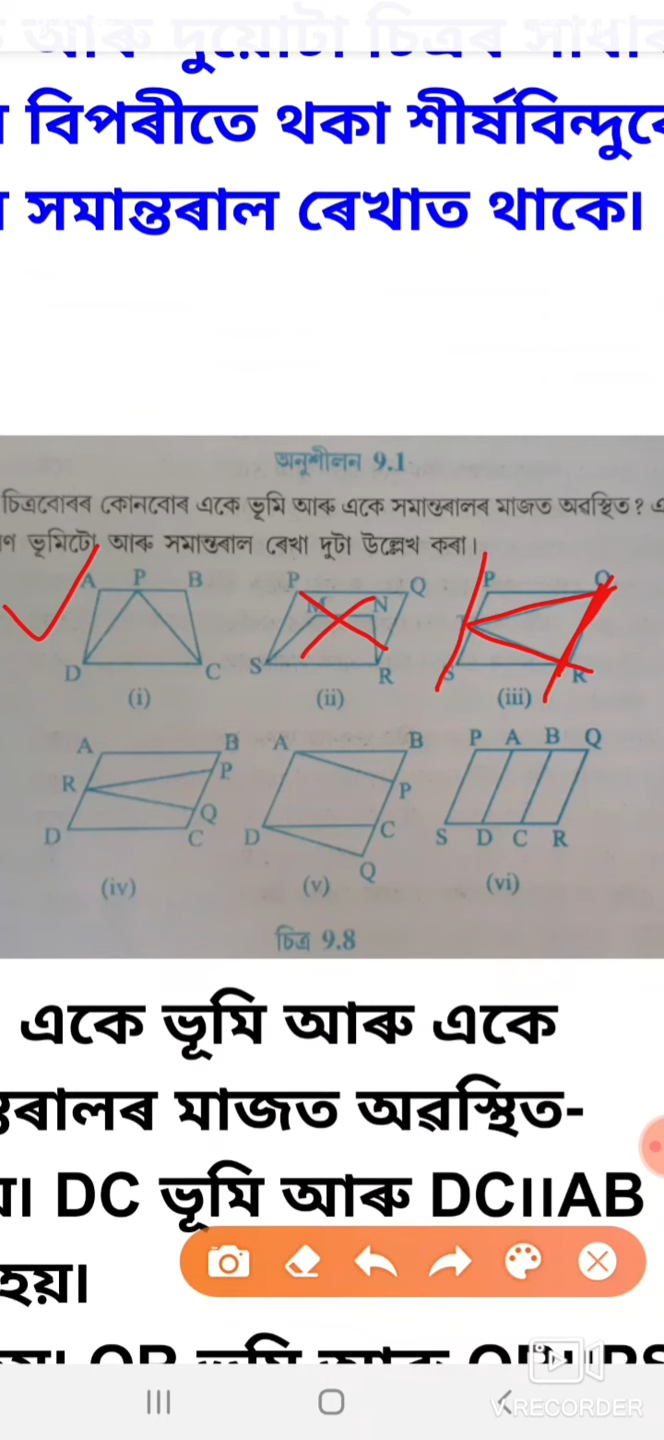 বিপৰীতে থকা শীৰ্ষবিন্দুৰে
সমান্তৰাল ৰেখাত থাকে।
অনুশীলন 9.1
চিত্ৰবোৰৰ কোনবোৰ একে ভূমি আৰু একে সমান্তৰালৰ মাজত অৱস্থিত?
ভূমিটো, আৰু সমান্তৰাল ৰেখা দুটা উল্লেখ কৰা।
A P B
D C
(i)
P Q
M N
S R
(ii)
P Q
S R
(iii)
A B
R P
Q
D C
(iv)
A B
P
D C
Q
(v)
P A B Q
S D C R
(vi)
চিত্ৰ 9.8
একে ভূমি আৰু একে
মাজত অৱস্থিত-
DC ভূমি আৰু DC।।AB
হয়।
V.RECORDER